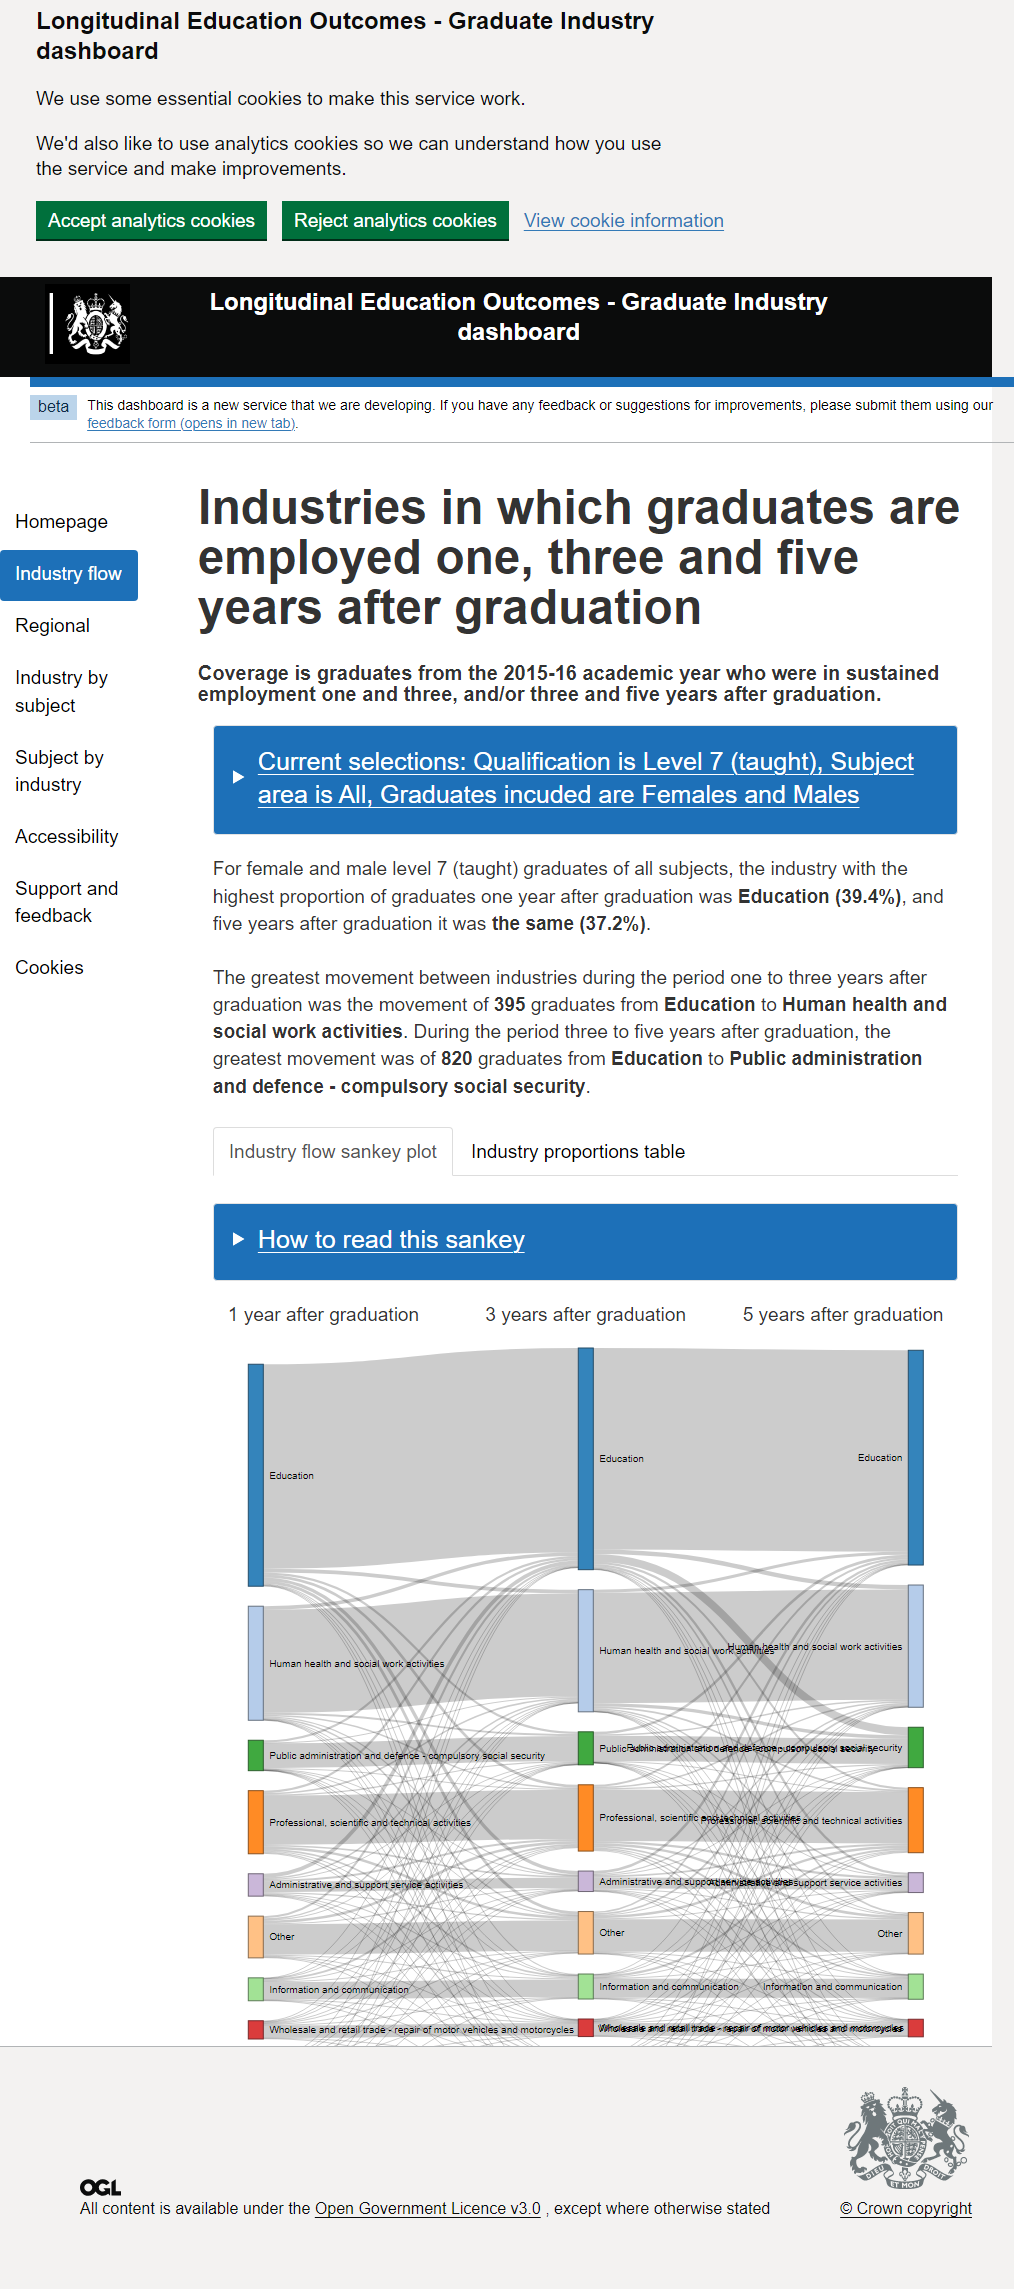 Longitudinal Education Outcomes - Graduate Industry
dashboard
We use some essential cookies to make this service work.
We'd also like to use analytics cookies so we can understand how you use
the service and make improvements.
Accept analytics cookies
Reject analytics cookies
View cookie information
Longitudinal Education Outcomes - Graduate Industry
dashboard
beta
This dashboard is a new service that we are developing. If you have any feedback or suggestions for improvements, please submit them using our
feedback form (opens in new tab).
Homepage
Industry flow
Regional
Industry by
subject
Subject by
industry
Accessibility
Support and
feedback
Cookies
Industries in which graduates are
employed one, three and five
years after graduation
Coverage is graduates from the 2015-16 academic year who were in sustained
employment one and three, and/or three and five years after graduation.
Current selections: Qualification is Level 7 (taught), Subject
area is All, Graduates incuded are Females and Males
For female and male level 7 (taught) graduates of all subjects, the industry with the
highest proportion of graduates one year after graduation was Education (39.4%), and
five years after graduation it was the same (37.2%).
The greatest movement between industries during the period one to three years after
graduation was the movement of 395 graduates from Education to Human health and
social work activities. During the period three to five years after graduation, the
greatest movement was of 820 graduates from Education to Public administration
and defence - compulsory social security.
Industry flow sankey plot
Industry proportions table
How to read this sankey
1 year after graduation
3 years after graduation
5 years after graduation
Education
Education
Education
Human health and social work activities
Human health and social work activities
Human health and social work activities
Public administration and defence - compulsory social security
Public administration and defence - compulsory social security
Public administration and defence - compulsory social security
Professional, scientific and technical activities
Professional, scientific and technical activities
Professional, scientific and technical activities
Administrative and support service activities
Administrative and support service activities
Administrative and support service activities
Other
Other
Other
Information and communication
Information and communication
Information and communication
Wholesale and retail trade - repair of motor vehicles and motorcycles
Wholesale and retail trade - repair of motor vehicles and motorcycles
Wholesale and retail trade - repair of motor vehicles and motorcycles
OGL
All content is available under the Open Government Licence v3.0 , except where otherwise stated
DIEU ET MON DROIT
© Crown copyright